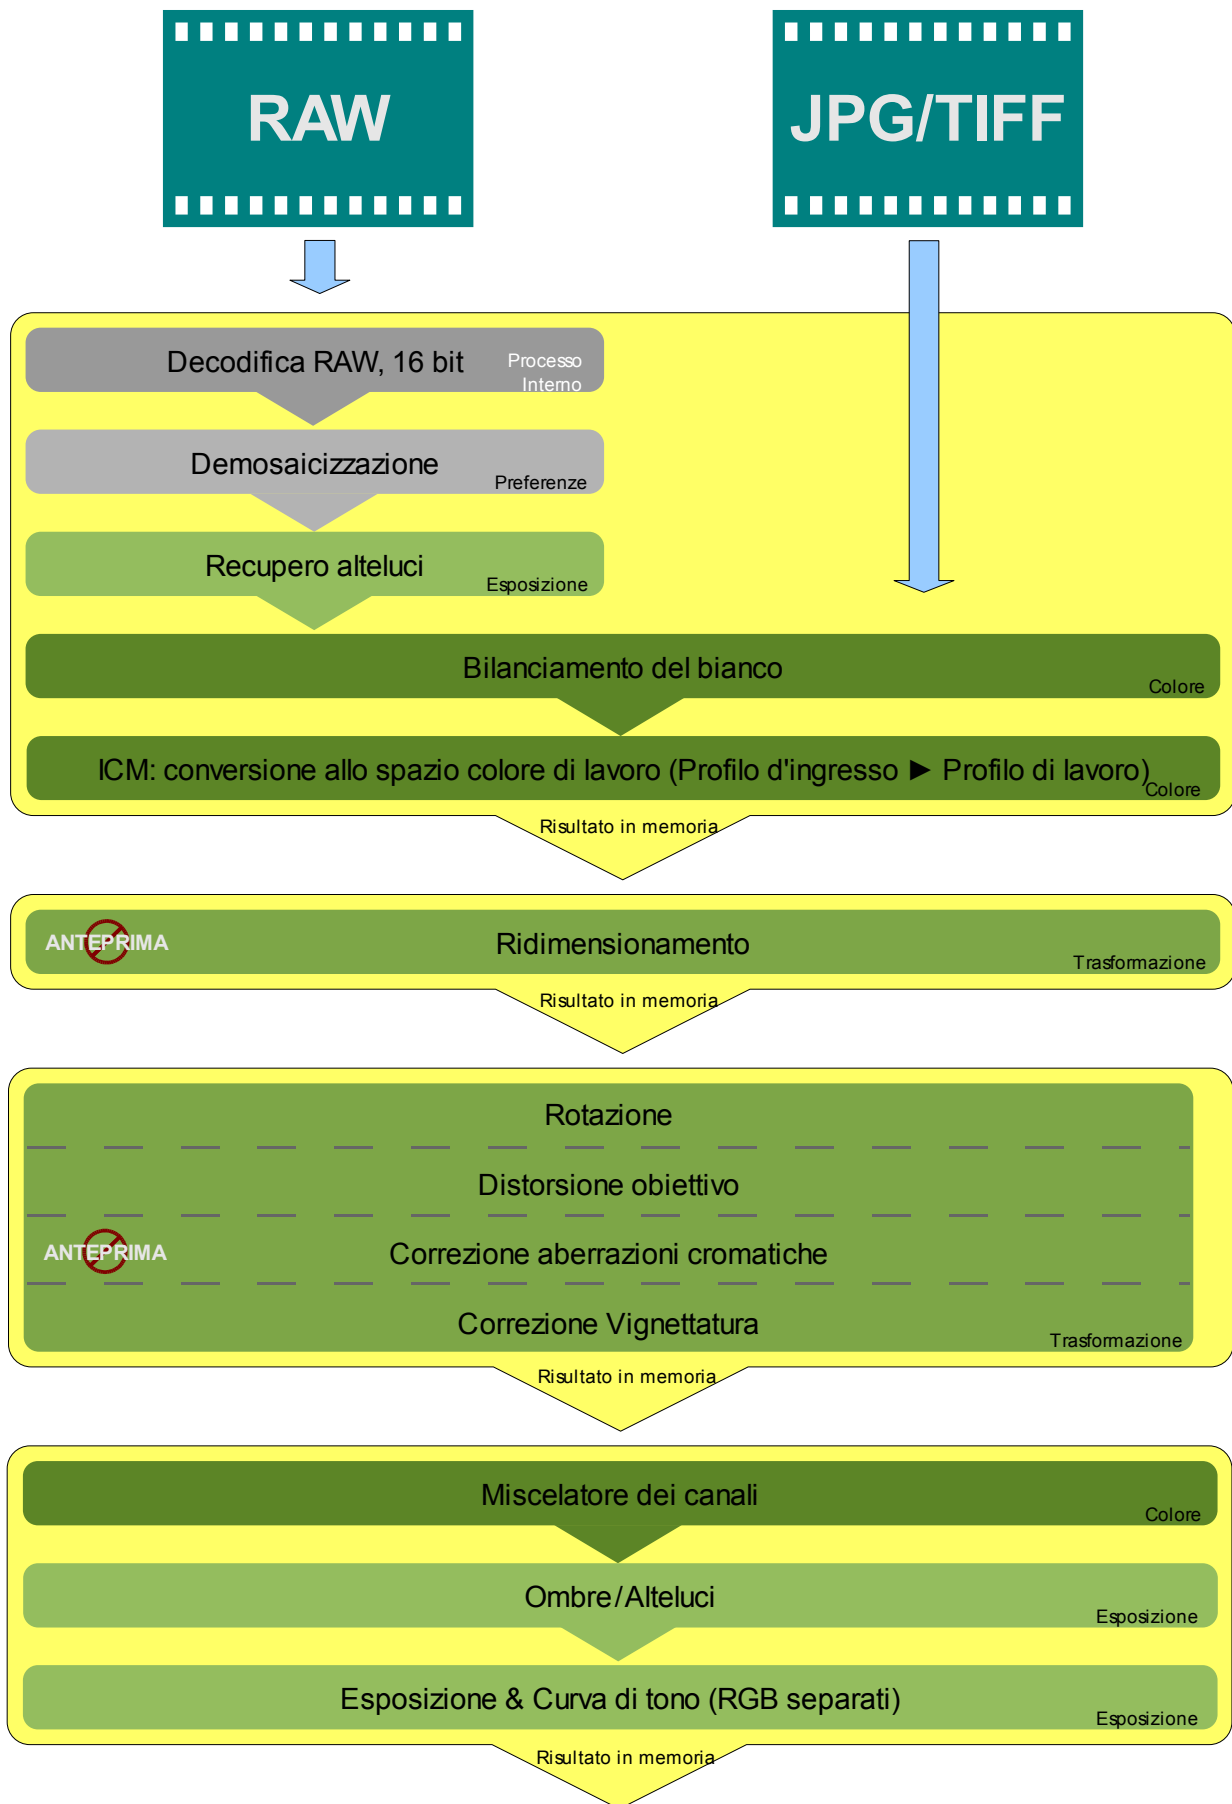 RAW
JPG/TIFF
Decodifica RAW, 16 bit
Processo
Interno
Demosaicizzazione
Preferenze
Recupero alteluci
Esposizione
Bilanciamento del bianco
Colore
ICM: conversione allo spazio colore di lavoro (Profilo d'ingresso ► Profilo di lavoro)
Colore
Risultato in memoria
ANTEPRIMA
Ridimensionamento
Trasformazione
Risultato in memoria
Rotazione
Distorsione obiettivo
ANTEPRIMA
Correzione aberrazioni cromatiche
Correzione Vignettatura
Trasformazione
Risultato in memoria
Miscelatore dei canali
Colore
Ombre/Alteluci
Esposizione
Esposizione & Curva di tono (RGB separati)
Esposizione
Risultato in memoria